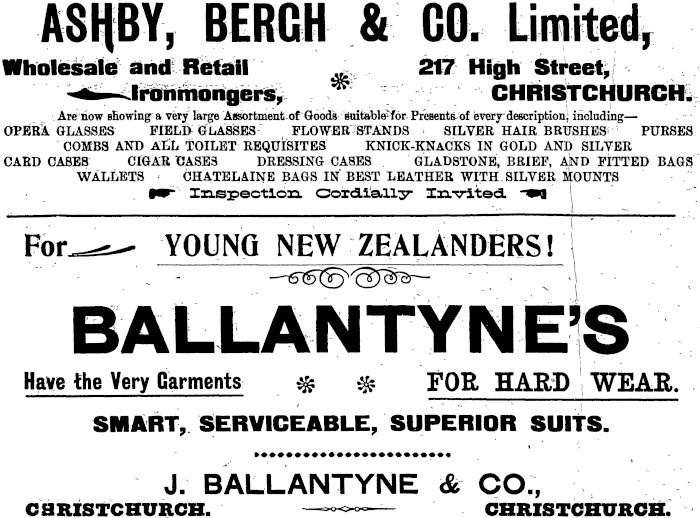 ASHBY, BERGH & CO. Limited,
Wholesale and Retail 217 High Street,
Ironmongers, CHRISTCHURCH.
Are now showing a very large Assortment of Goods suitable for Presents of every description, including—
OPERA GLASSES FIELD GLASSES FLOWER STANDS SILVER HAIR BRUSHES PURSES
COMBS AND ALL TOILET REQUISITES KNICK-KNACKS IN GOLD AND SILVER
CARD CASES CIGAR CASES DRESSING CASES GLADSTONE, BRIEF, AND FITTED BAGS
WALLETS CHATELAINE BAGS IN BEST LEATHER WITH SILVER MOUNTS
Inspection Cordially Invited
For YOUNG NEW ZEALANDERS!
BALLANTYNE'S
Have the Very Garments FOR HARD WEAR.
SMART, SERVICEABLE, SUPERIOR SUITS.
J. BALLANTYNE & CO.,
CHRISTCHURCH. CHRISTCHURCH.